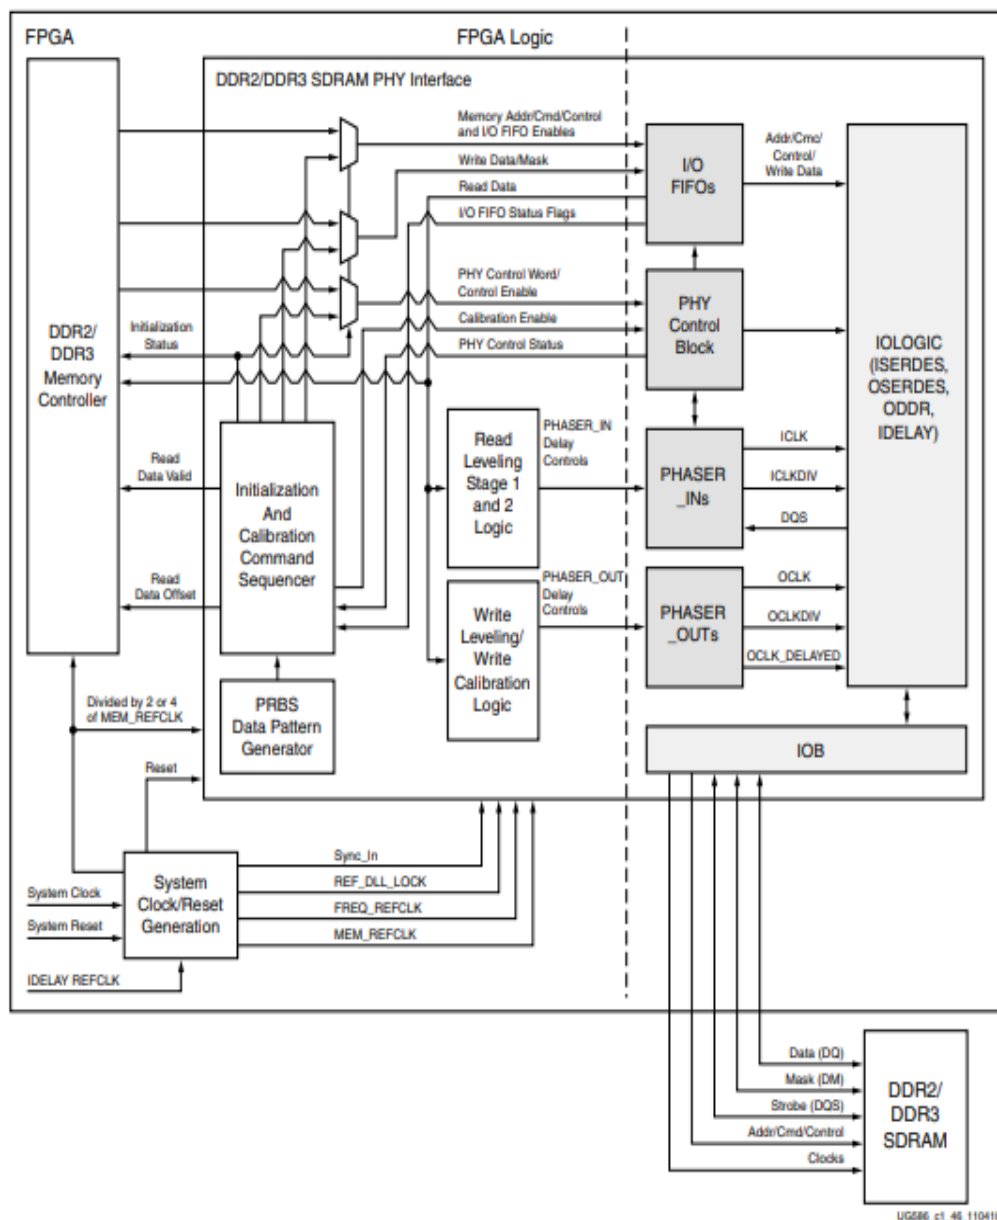 FPGA
FPGA Logic
DDR2/DDR3 SDRAM PHY Interface
Memory Addr/Cmd/Control
and I/O FIFO Enables
Write Data/Mask
Read Data
I/O FIFO Status Flags
I/O
FIFOs
Addr/Cmc/
Control/
Write Data
PHY Control Word/
Control Enable
Calibration Enable
PHY Control Status
PHY
Control
Block
DDR2/
DDR3
Memory
Controller
Initialization
Status
IOLOGIC
(ISERDES,
OSERDES,
ODDR,
IDELAY)
Read
Data Valid
Initialization
And
Calibration
Command
Sequencer
Read
Leveling
Stage 1
and 2
Logic
PHASER_IN
Delay
Controls
PHASER
_INs
ICLK
ICLKDIV
DQS
Read
Data Offset
Write
Leveling/
Write
Calibration
Logic
PHASER_OUT
Delay
Controls
PHASER
_OUTs
OCLK
OCLKDIV
OCLK_DELAYED
Divided by 2 or 4
of MEM_REFCLK
PRBS
Data Pattern
Generator
IOB
Reset
System Clock
System Reset
IDELAY REFCLK
System
Clock/Reset
Generation
Sync_In
REF_DLL_LOCK
FREQ_REFCLK
MEM_REFCLK
Data (DQ)
Mask (DM)
Strobe (DQS)
Addr/Cmd/Control
Clocks
DDR2/
DDR3
SDRAM